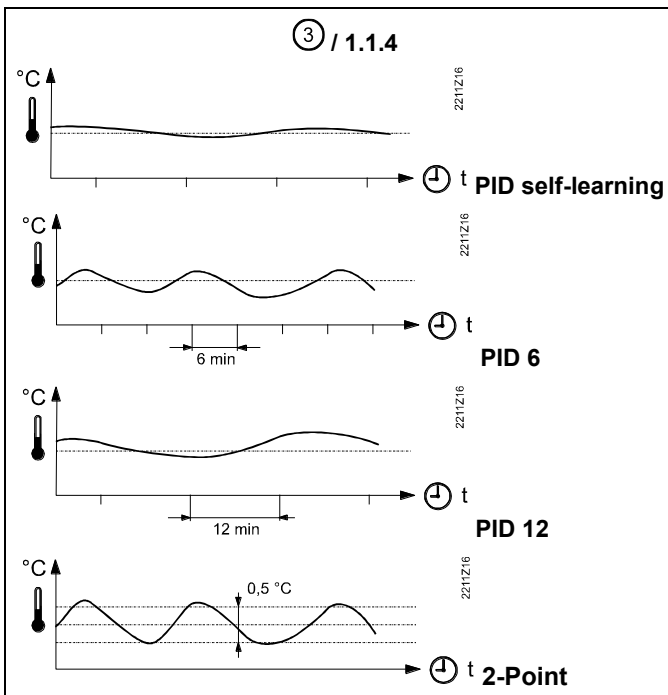 3 / 1.1.4
°C
2211Z16
t PID self-learning
°C
2211Z16
t
6 min
PID 6
°C
2211Z16
t
12 min
PID 12
°C
0,5 °C
2211Z16
t 2-Point